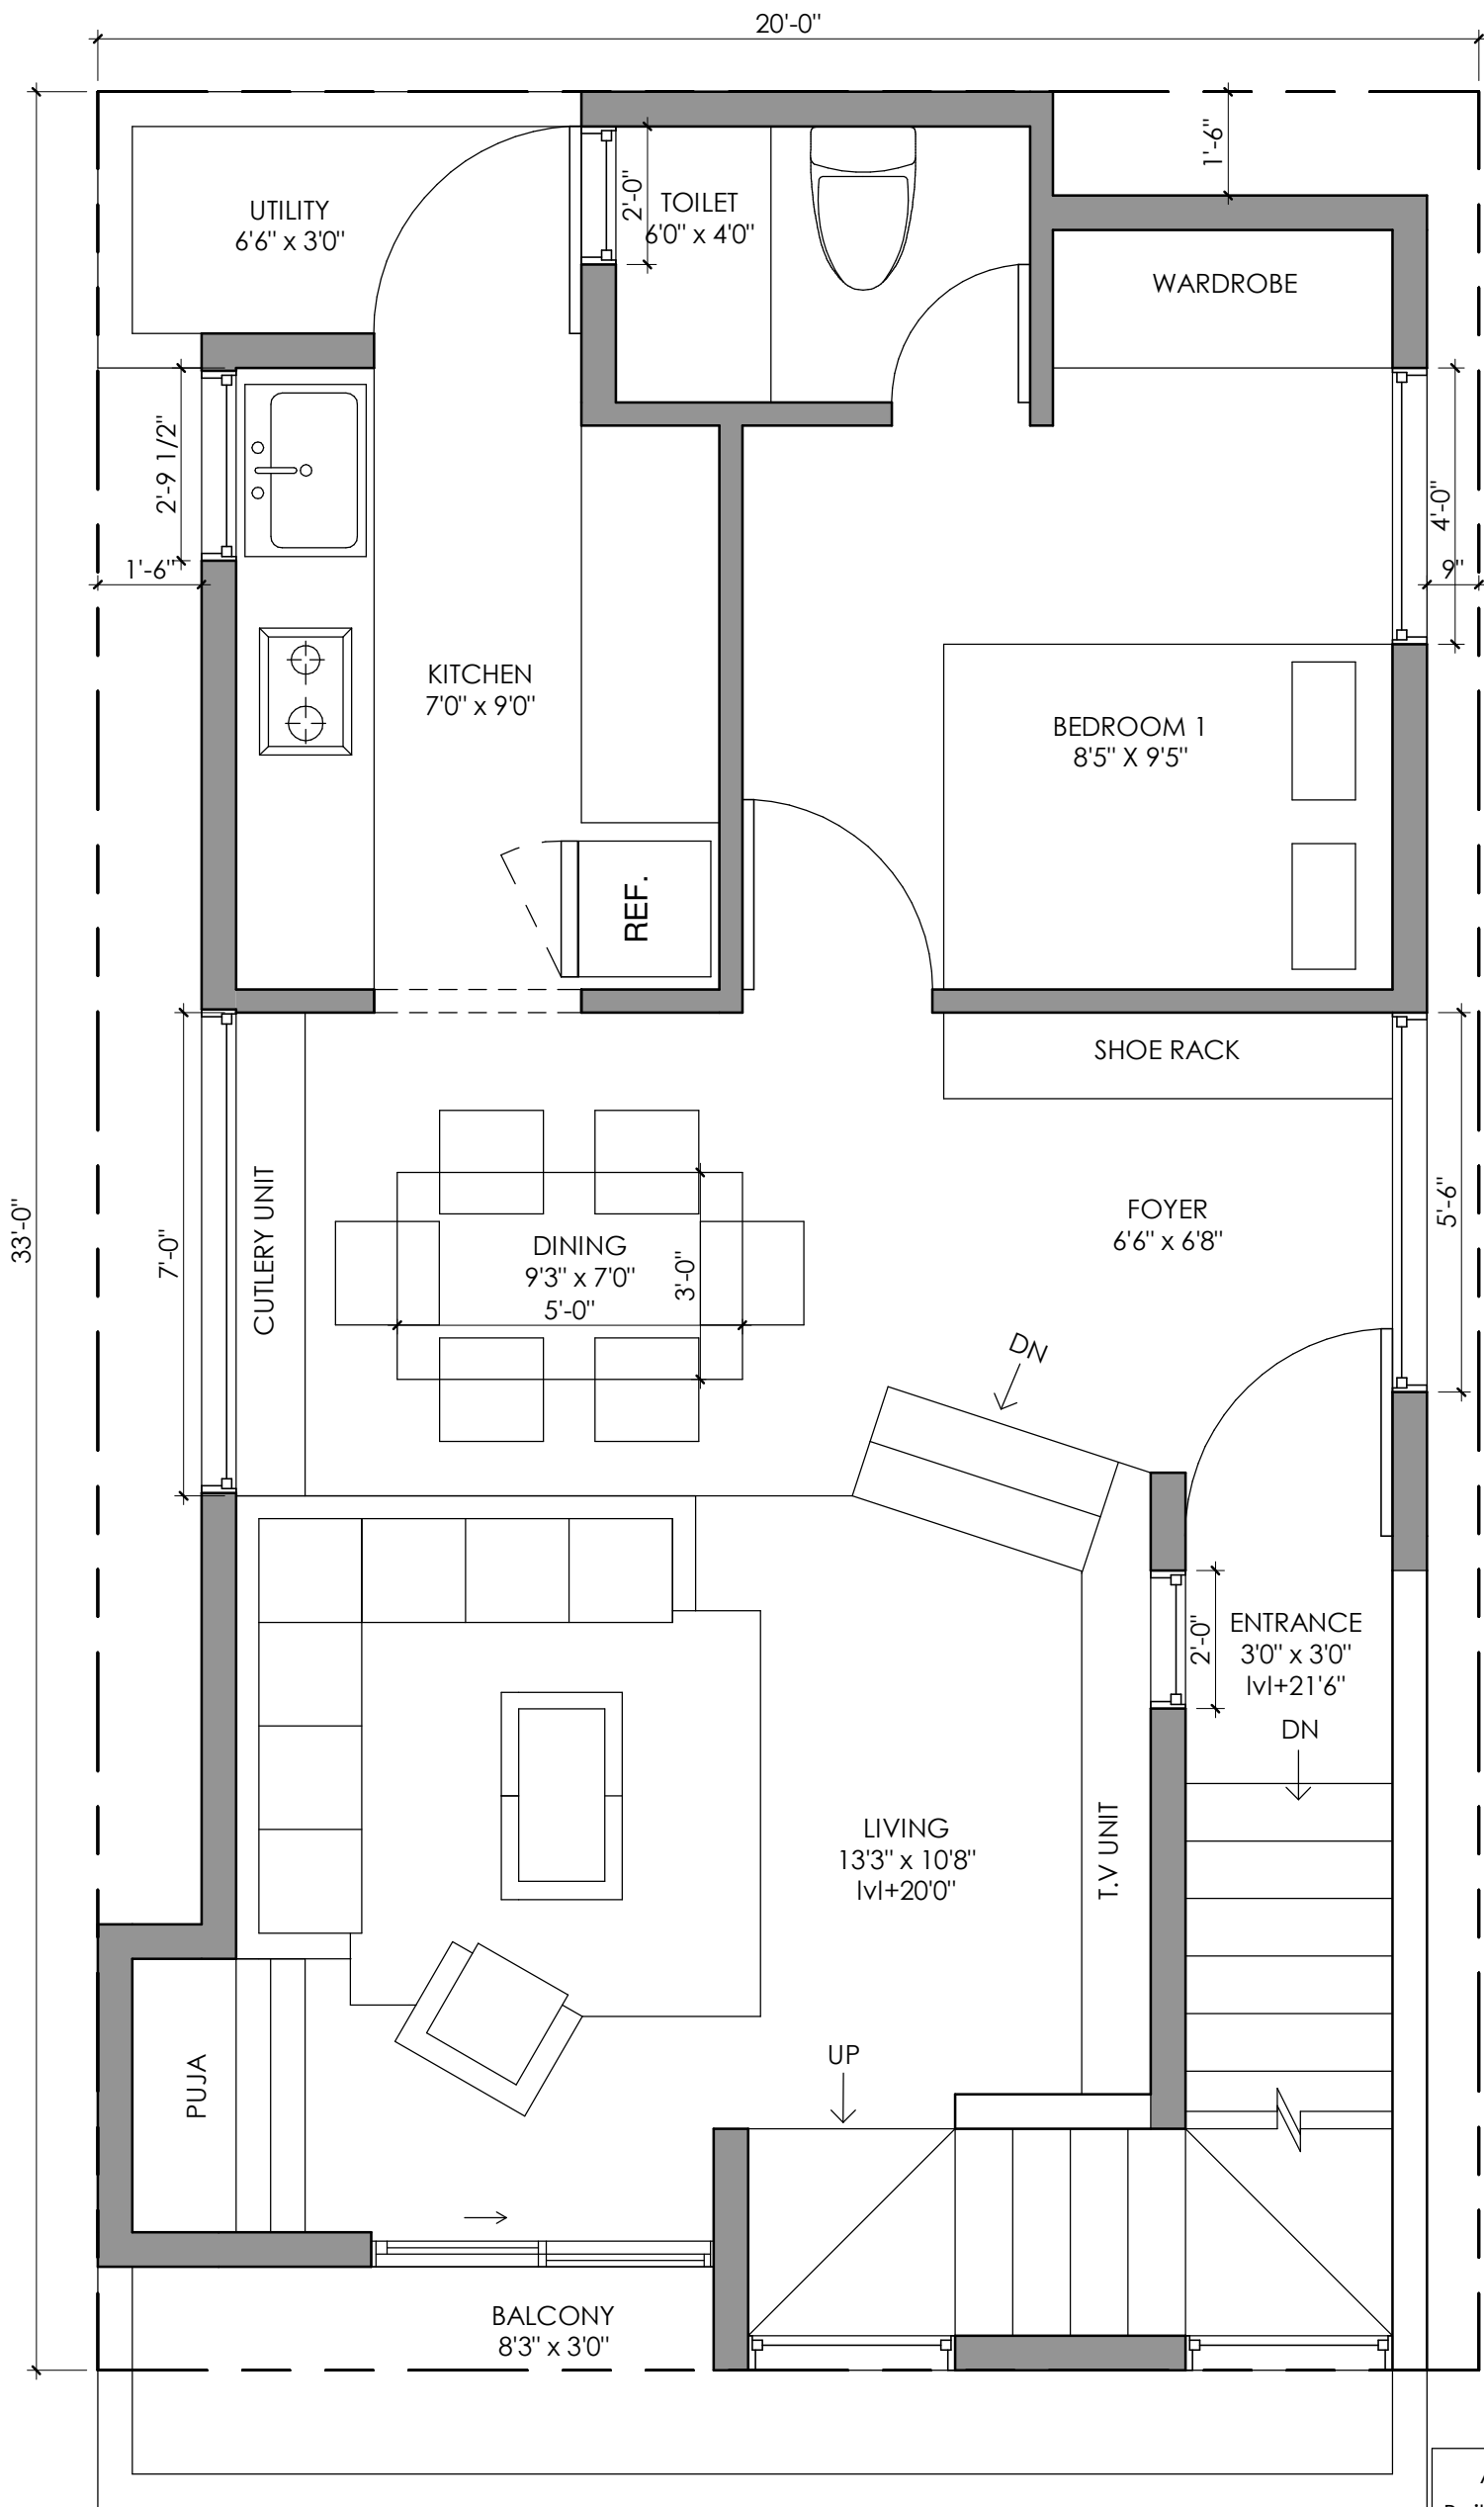 20'-0"
1'-6"
UTILITY
6'6" x 3'0"
2'-0"
TOILET
6'0" x 4'0"
WARDROBE
2'-9 1/2"
4'-0"
1'-6"
9"
KITCHEN
7'0" x 9'0"
BEDROOM 1
8'5" X 9'5"
REF.
SHOE RACK
33'-0"
7'-0"
CUTLERY UNIT
DINING
9'3" x 7'0"
5'-0"
3'-0"
FOYER
6'6" x 6'8"
5'-6"
DN
2'-0"
ENTRANCE
3'0" x 3'0"
lvl+21'6"
DN
LIVING
13'3" x 10'8"
lvl+20'0"
T.V UNIT
PUJA
UP
BALCONY
8'3" x 3'0"